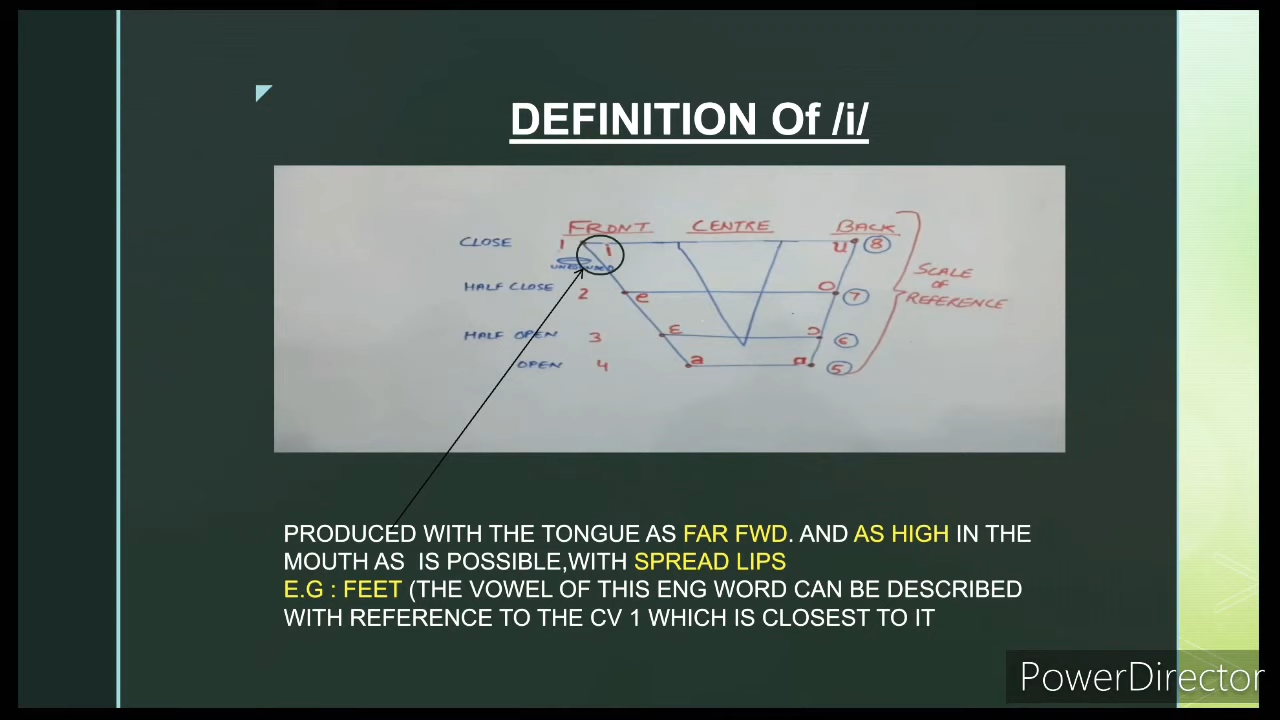 DEFINITION Of /i/
FRONT CENTRE BACK
CLOSE 1 i u 8
UNROUNDED
HALF CLOSE 2 e o 7
HALF OPEN 3 ɛ ɔ 6
OPEN 4 a ɑ 5
SCALE
OF
REFERENCE
PRODUCED WITH THE TONGUE AS FAR FWD. AND AS HIGH IN THE
MOUTH AS IS POSSIBLE,WITH SPREAD LIPS
E.G : FEET (THE VOWEL OF THIS ENG WORD CAN BE DESCRIBED
WITH REFERENCE TO THE CV 1 WHICH IS CLOSEST TO IT
PowerDirector